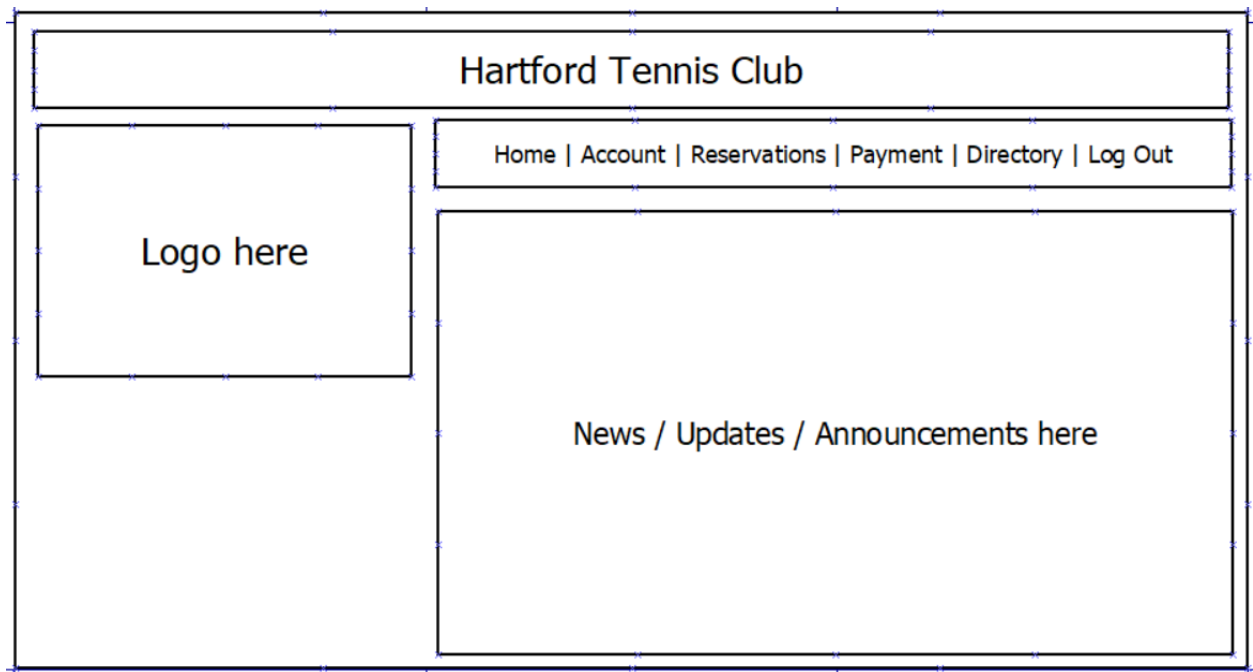 Hartford Tennis Club
Home | Account | Reservations | Payment | Directory | Log Out
Logo here
News / Updates / Announcements here